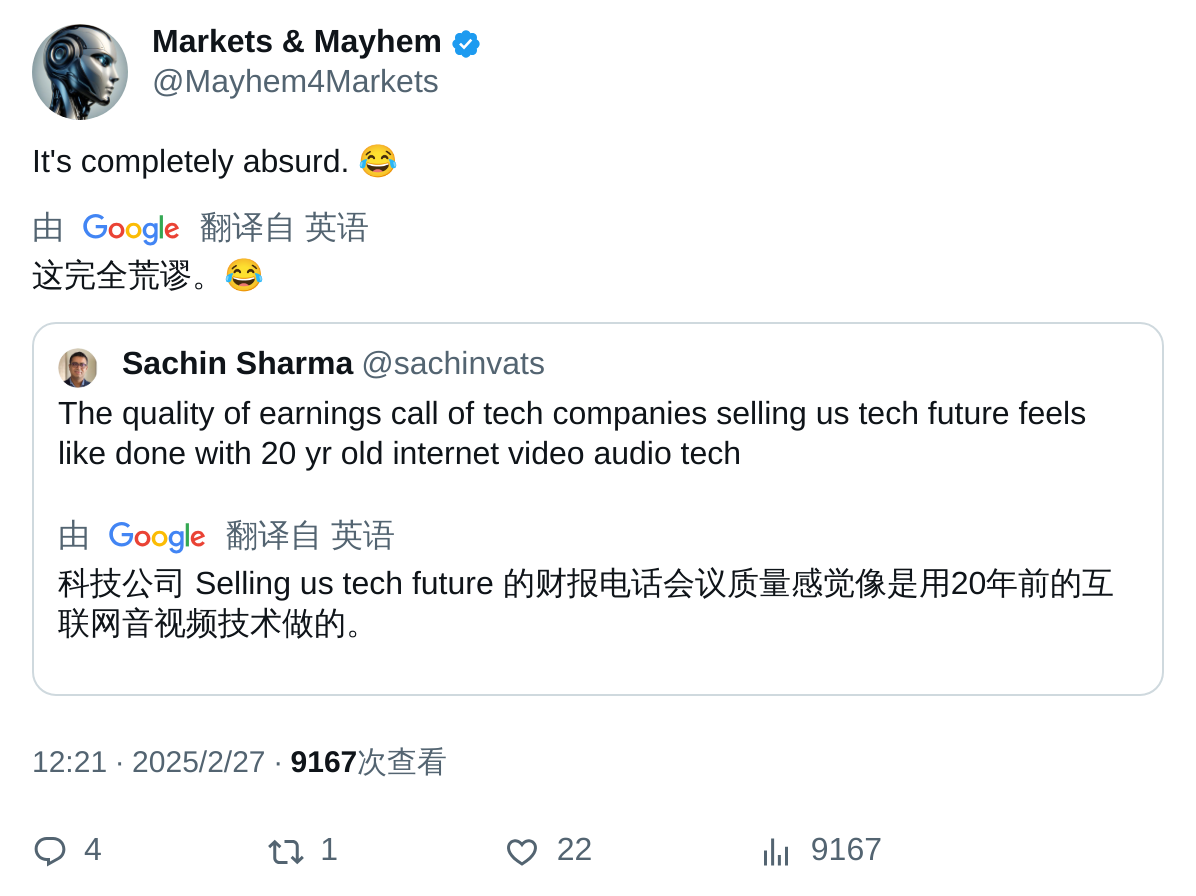 Markets & Mayhem
@Mayhem4Markets
It's completely absurd. 😂
由 Google 翻译自 英语
这完全荒谬。😂
Sachin Sharma @sachinvats
The quality of earnings call of tech companies selling us tech future feels
like done with 20 yr old internet video audio tech
由 Google 翻译自 英语
科技公司 Selling us tech future 的财报电话会议质量感觉像是用20年前的互
联网音视频技术做的。
12:21 · 2025/2/27 · 9167次查看
4 1 22 9167